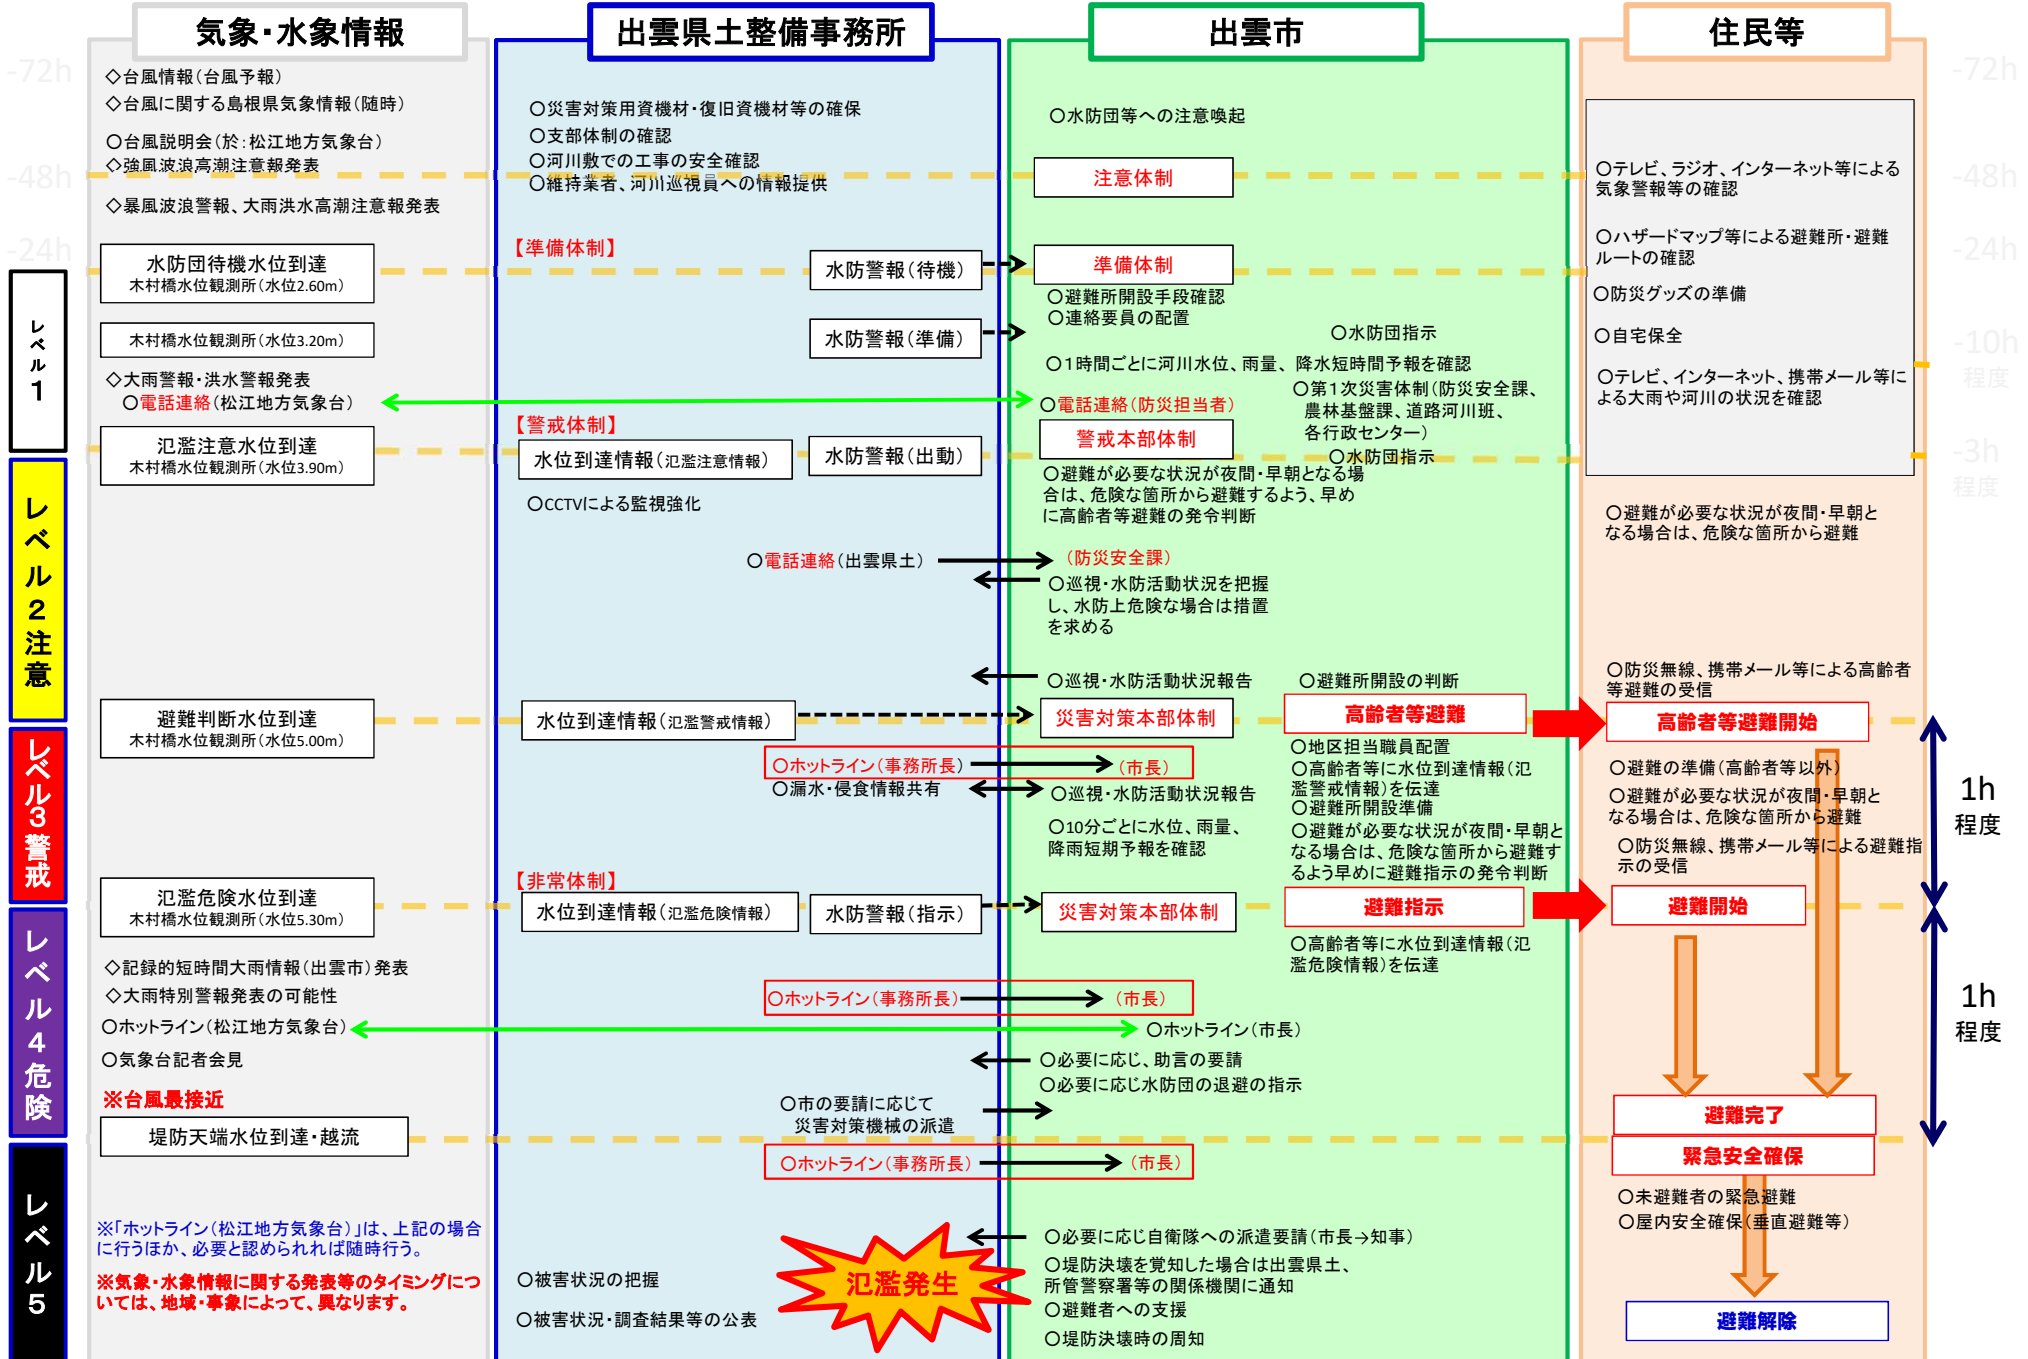 気象・水象情報
出雲県土整備事務所
出雲市
住民等
-72h
-48h
-24h
レベル1
レベル2注意
レベル3警戒
レベル4危険
レベル5
◇台風情報(台風予報)
◇台風に関する島根県気象情報(随時)
○台風説明会(於:松江地方気象台)
◇強風波浪高潮注意報発表
◇暴風波浪警報、大雨洪水高潮注意報発表
水防団待機水位到達
木村橋水位観測所(水位2.60m)
木村橋水位観測所(水位3.20m)
◇大雨警報・洪水警報発表
○電話連絡(松江地方気象台)
氾濫注意水位到達
木村橋水位観測所(水位3.90m)
避難判断水位到達
木村橋水位観測所(水位5.00m)
氾濫危険水位到達
木村橋水位観測所(水位5.30m)
◇記録的短時間大雨情報(出雲市)発表
◇大雨特別警報発表の可能性
○ホットライン(松江地方気象台)
○気象台記者会見
※台風最接近
堤防天端水位到達・越流
※「ホットライン(松江地方気象台)」は、上記の場合
に行うほか、必要と認められれば随時行う。
※気象・水象情報に関する発表等のタイミングにつ
いては、地域・事象によって、異なります。
○災害対策用資機材・復旧資機材等の確保
○支部体制の確認
○河川敷での工事の安全確認
○維持業者、河川巡視員への情報提供
【準備体制】
水防警報(待機)
水防警報(準備)
【警戒体制】
水位到達情報(氾濫注意情報)
水防警報(出動)
○CCTVによる監視強化
○電話連絡(出雲県土)
水位到達情報(氾濫警戒情報)
○ホットライン(事務所長)
(市長)
○漏水・侵食情報共有
【非常体制】
水位到達情報(氾濫危険情報)
水防警報(指示)
○ホットライン(事務所長)
(市長)
○市の要請に応じて
災害対策機械の派遣
○ホットライン(事務所長)
(市長)
氾濫発生
○被害状況の把握
○被害状況・調査結果等の公表
○水防団等への注意喚起
注意体制
準備体制
○避難所開設手段確認
○連絡要員の配置
○水防団指示
○1時間ごとに河川水位、雨量、降水短時間予報を確認
○電話連絡(防災担当者)
○第1次災害体制(防災安全課、
農林基盤課、道路河川班、
各行政センター)
警戒本部体制
○水防団指示
○避難が必要な状況が夜間・早朝となる場
合は、危険な箇所から避難するよう、早め
に高齢者等避難の発令判断
(防災安全課)
○巡視・水防活動状況を把握
し、水防上危険な場合は措置
を求める
○巡視・水防活動状況報告
○避難所開設の判断
災害対策本部体制
高齢者等避難
○地区担当職員配置
○高齢者等に水位到達情報(氾
濫警戒情報)を伝達
○避難所開設準備
○避難が必要な状況が夜間・早朝と
なる場合は、危険な箇所から避難す
るよう早めに避難指示の発令判断
○巡視・水防活動状況報告
○10分ごとに水位、雨量、
降雨短期予報を確認
災害対策本部体制
避難指示
○高齢者等に水位到達情報(氾
濫危険情報)を伝達
○ホットライン(市長)
○必要に応じ、助言の要請
○必要に応じ水防団の退避の指示
○必要に応じ自衛隊への派遣要請(市長→知事)
○堤防決壊を覚知した場合は出雲県土、
所管警察署等の関係機関に通知
○避難者への支援
○堤防決壊時の周知
○テレビ、ラジオ、インターネット等による
気象警報等の確認
○ハザードマップ等による避難所・避難
ルートの確認
○防災グッズの準備
○自宅保全
○テレビ、インターネット、携帯メール等に
よる大雨や河川の状況を確認
○避難が必要な状況が夜間・早朝と
なる場合は、危険な箇所から避難
○防災無線、携帯メール等による高齢者
等避難の受信
高齢者等避難開始
○避難の準備(高齢者等以外)
○避難が必要な状況が夜間・早朝と
なる場合は、危険な箇所から避難
○防災無線、携帯メール等による避難指
示の受信
避難開始
避難完了
緊急安全確保
○未避難者の緊急避難
○屋内安全確保(垂直避難等)
避難解除
-72h
-48h
-24h
-10h
程度
-3h
程度
1h
程度
1h
程度